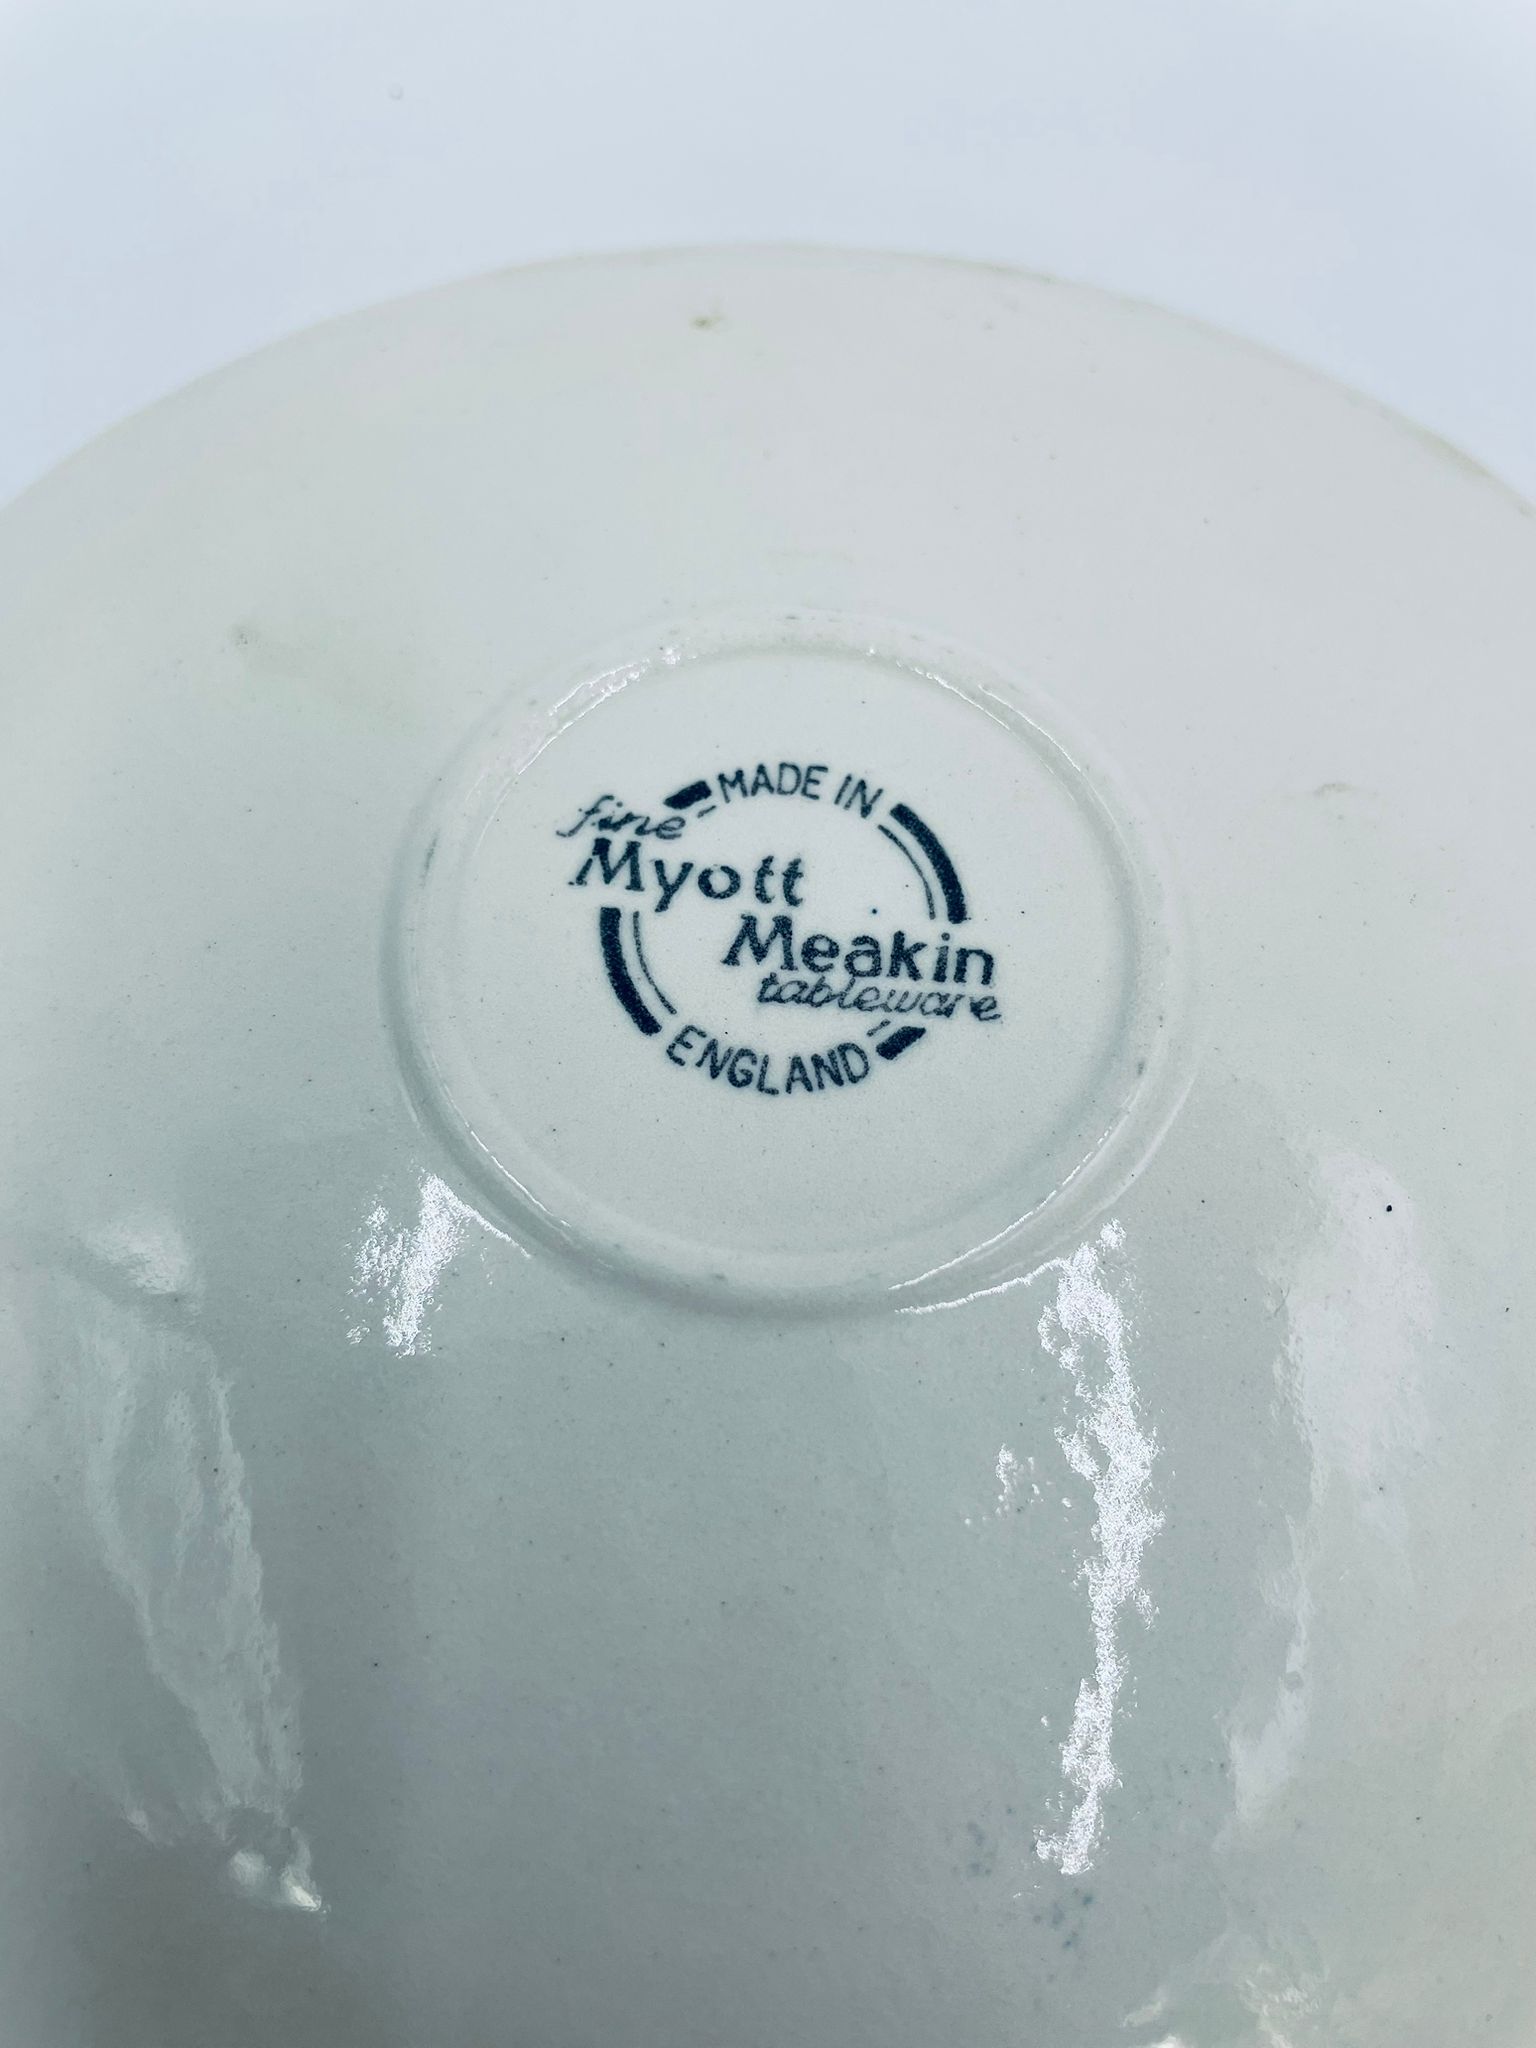 MADE IN
fine
Myott
Meakin
tableware
ENGLAND